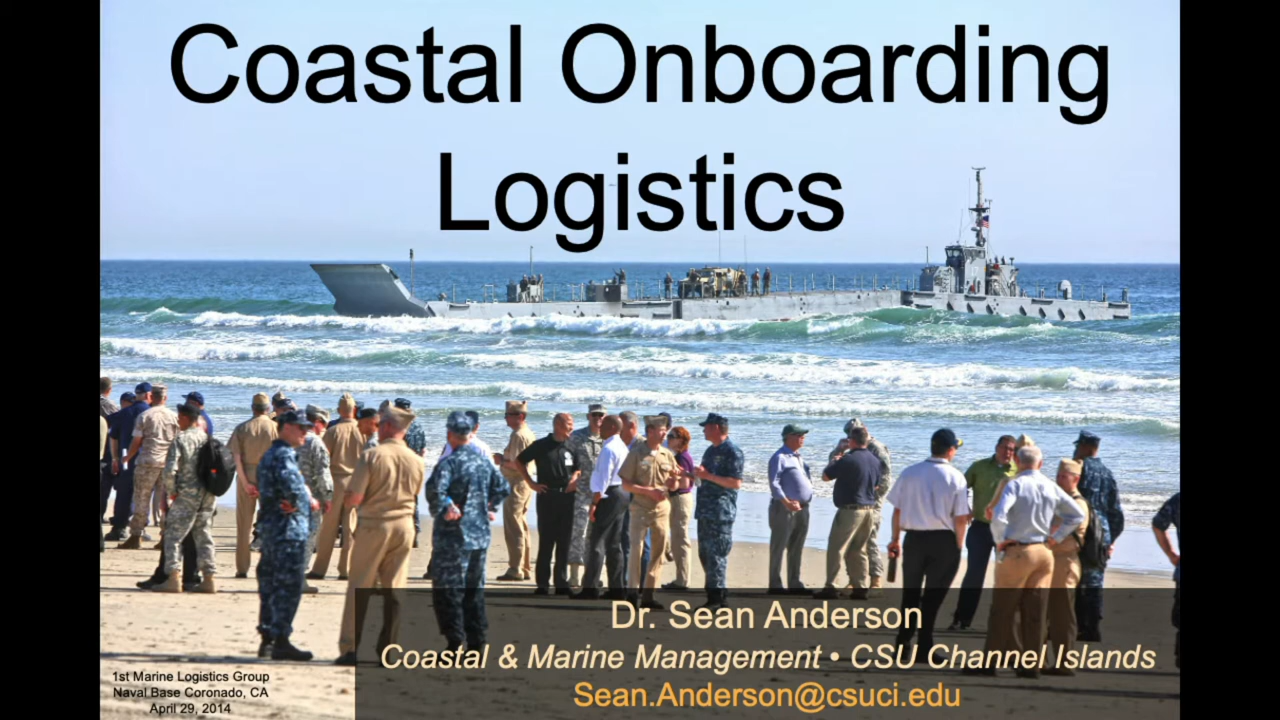 Coastal Onboarding
Logistics
Dr. Sean Anderson
Coastal & Marine Management • CSU Channel Islands
Sean.Anderson@csuci.edu
1st Marine Logistics Group
Naval Base Coronado, CA
April 29, 2014